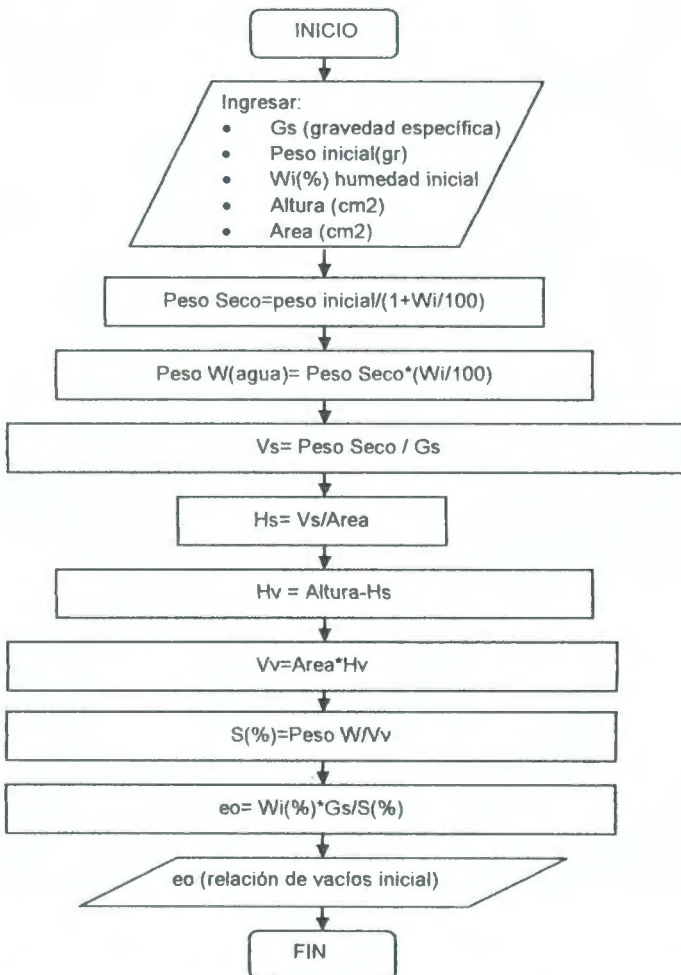 INICIO
Ingresar:
• Gs (gravedad específica)
• Peso inicial(gr)
• Wi(%) humedad inicial
• Altura (cm2)
• Area (cm2)
Peso Seco=peso inicial/(1+Wi/100)
Peso W(agua)= Peso Seco*(Wi/100)
Vs= Peso Seco / Gs
Hs= Vs/Area
Hv = Altura-Hs
Vv=Area*Hv
S(%)=Peso W/Vv
eo= Wi(%)*Gs/S(%)
eo (relación de vacíos inicial)
FIN